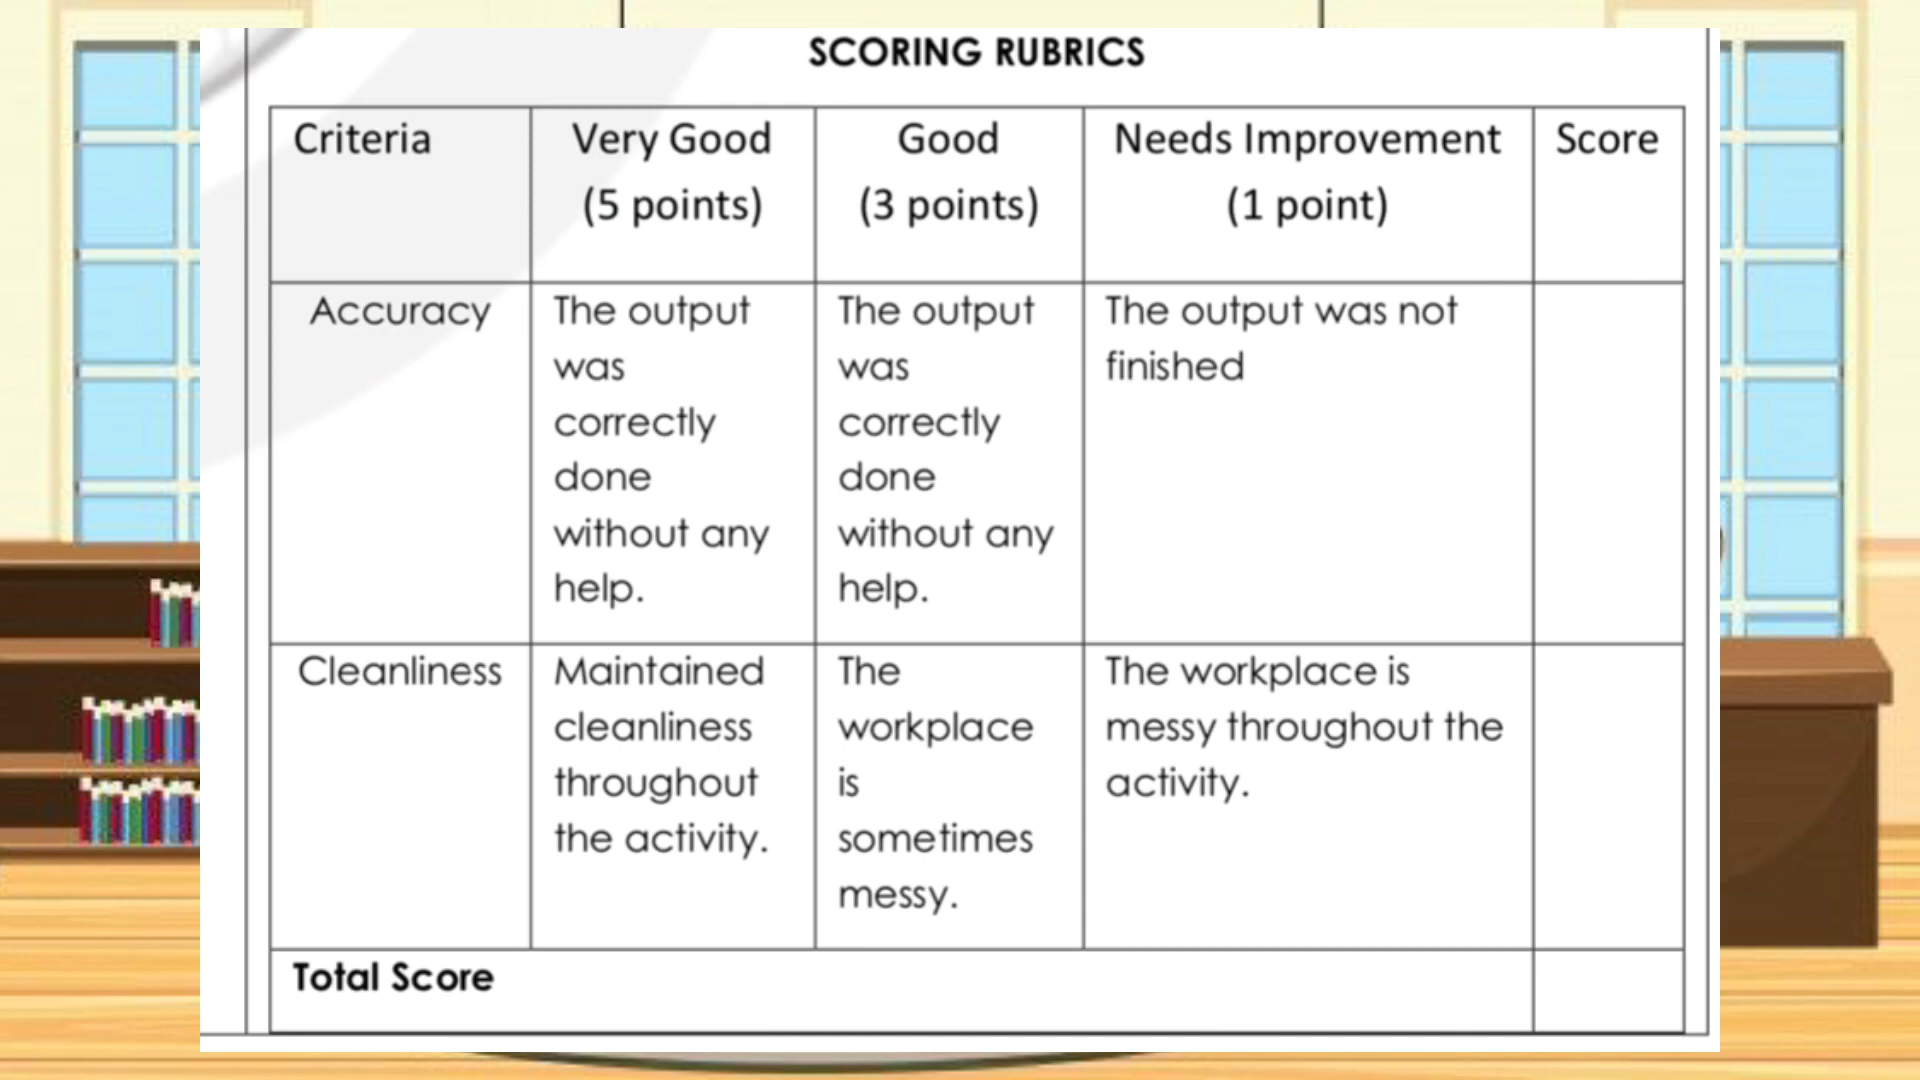 SCORING RUBRICS
Criteria
Very Good
(5 points)
Good
(3 points)
Needs Improvement
(1 point)
Score
Accuracy
The output
was
correctly
done
without any
help.
The output
was
correctly
done
without any
help.
The output was not
finished
Cleanliness
Maintained
cleanliness
throughout
the activity.
The
workplace
is
sometimes
messy.
The workplace is
messy throughout the
activity.
Total Score